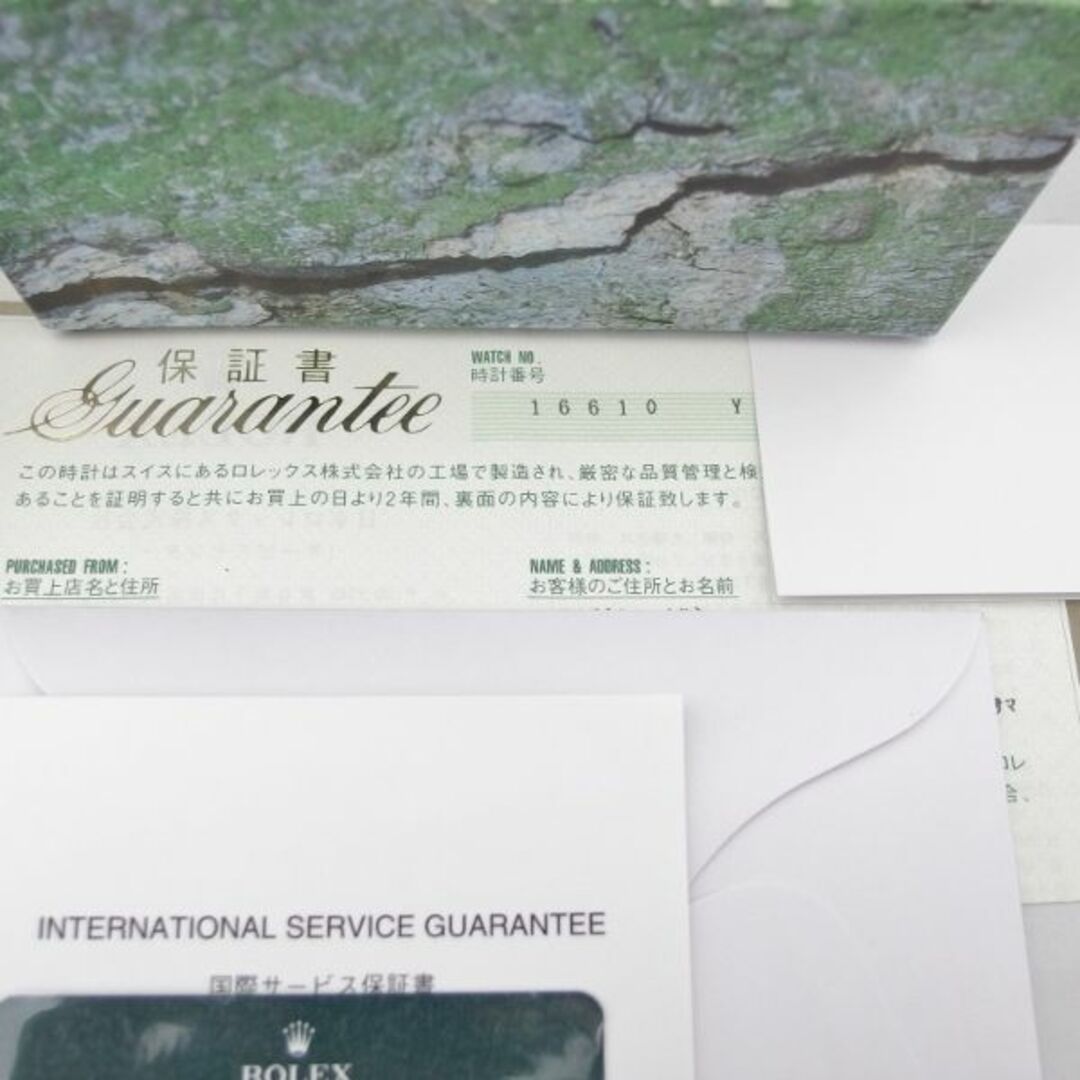 保証書
Guarantee
WATCH NO.
時計番号
16610 Y
この時計はスイスにあるロレックス株式会社の工場で製造され、厳密な品質管理と検
あることを証明すると共にお買上の日より2年間、裏面の内容により保証致します。
PURCHASED FROM:
お買上店名と住所
NAME & ADDRESS:
お客様のご住所とお名前
マ
ロレ
INTERNATIONAL SERVICE GUARANTEE
国際サービス保証書
ROLEX